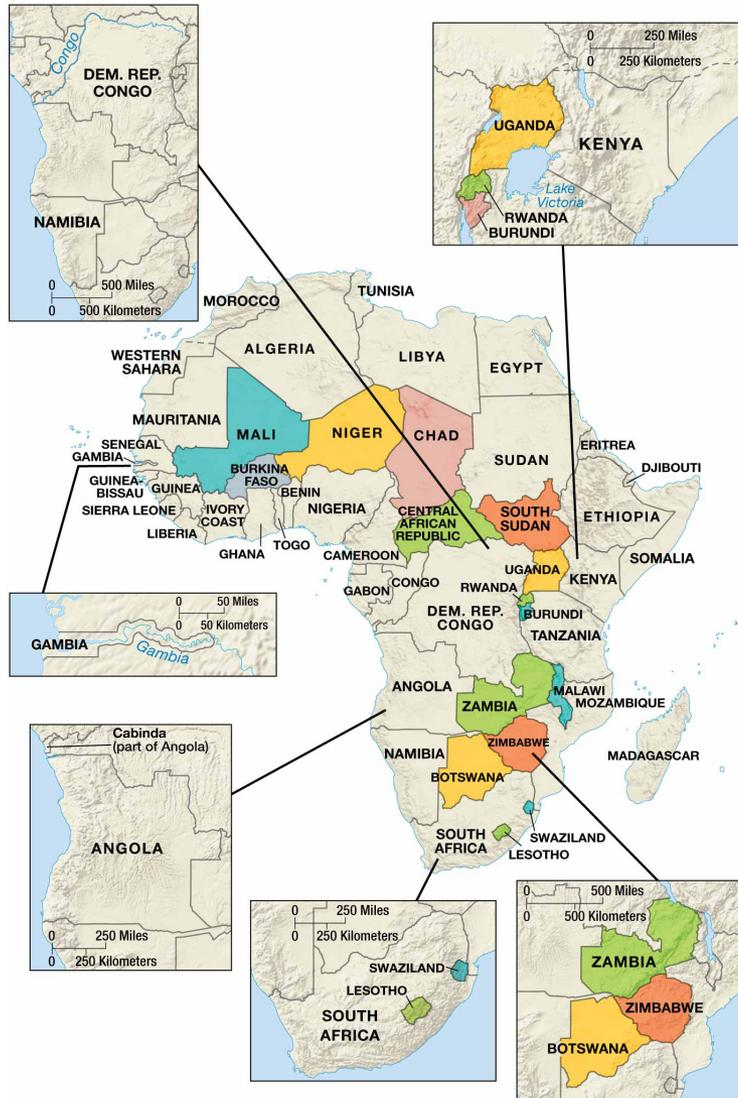 Congo
DEM. REP.
CONGO
NAMIBIA
0 500 Miles
0 500 Kilometers
0 250 Miles
0 250 Kilometers
UGANDA
KENYA
Lake
Victoria
RWANDA
BURUNDI
MOROCCO
TUNISIA
ALGERIA
LIBYA
EGYPT
WESTERN
SAHARA
MAURITANIA
MALI
NIGER
CHAD
SUDAN
ERITREA
DJIBOUTI
SENEGAL
GAMBIA
GUINEA-
BISSAU
GUINEA
SIERRA LEONE
LIBERIA
IVORY
COAST
BURKINA
FASO
GHANA
TOGO
BENIN
NIGERIA
CAMEROON
CENTRAL
AFRICAN
REPUBLIC
SOUTH
SUDAN
ETHIOPIA
SOMALIA
UGANDA
KENYA
RWANDA
BURUNDI
GABON
CONGO
DEM. REP.
CONGO
TANZANIA
ANGOLA
ZAMBIA
MALAWI
MOZAMBIQUE
ZIMBABWE
NAMIBIA
BOTSWANA
MADAGASCAR
SOUTH
AFRICA
SWAZILAND
LESOTHO
0 50 Miles
0 50 Kilometers
GAMBIA
Gambia
Cabinda
(part of Angola)
ANGOLA
0 250 Miles
0 250 Kilometers
0 250 Miles
0 250 Kilometers
SWAZILAND
LESOTHO
SOUTH
AFRICA
0 500 Miles
0 500 Kilometers
ZAMBIA
ZIMBABWE
BOTSWANA